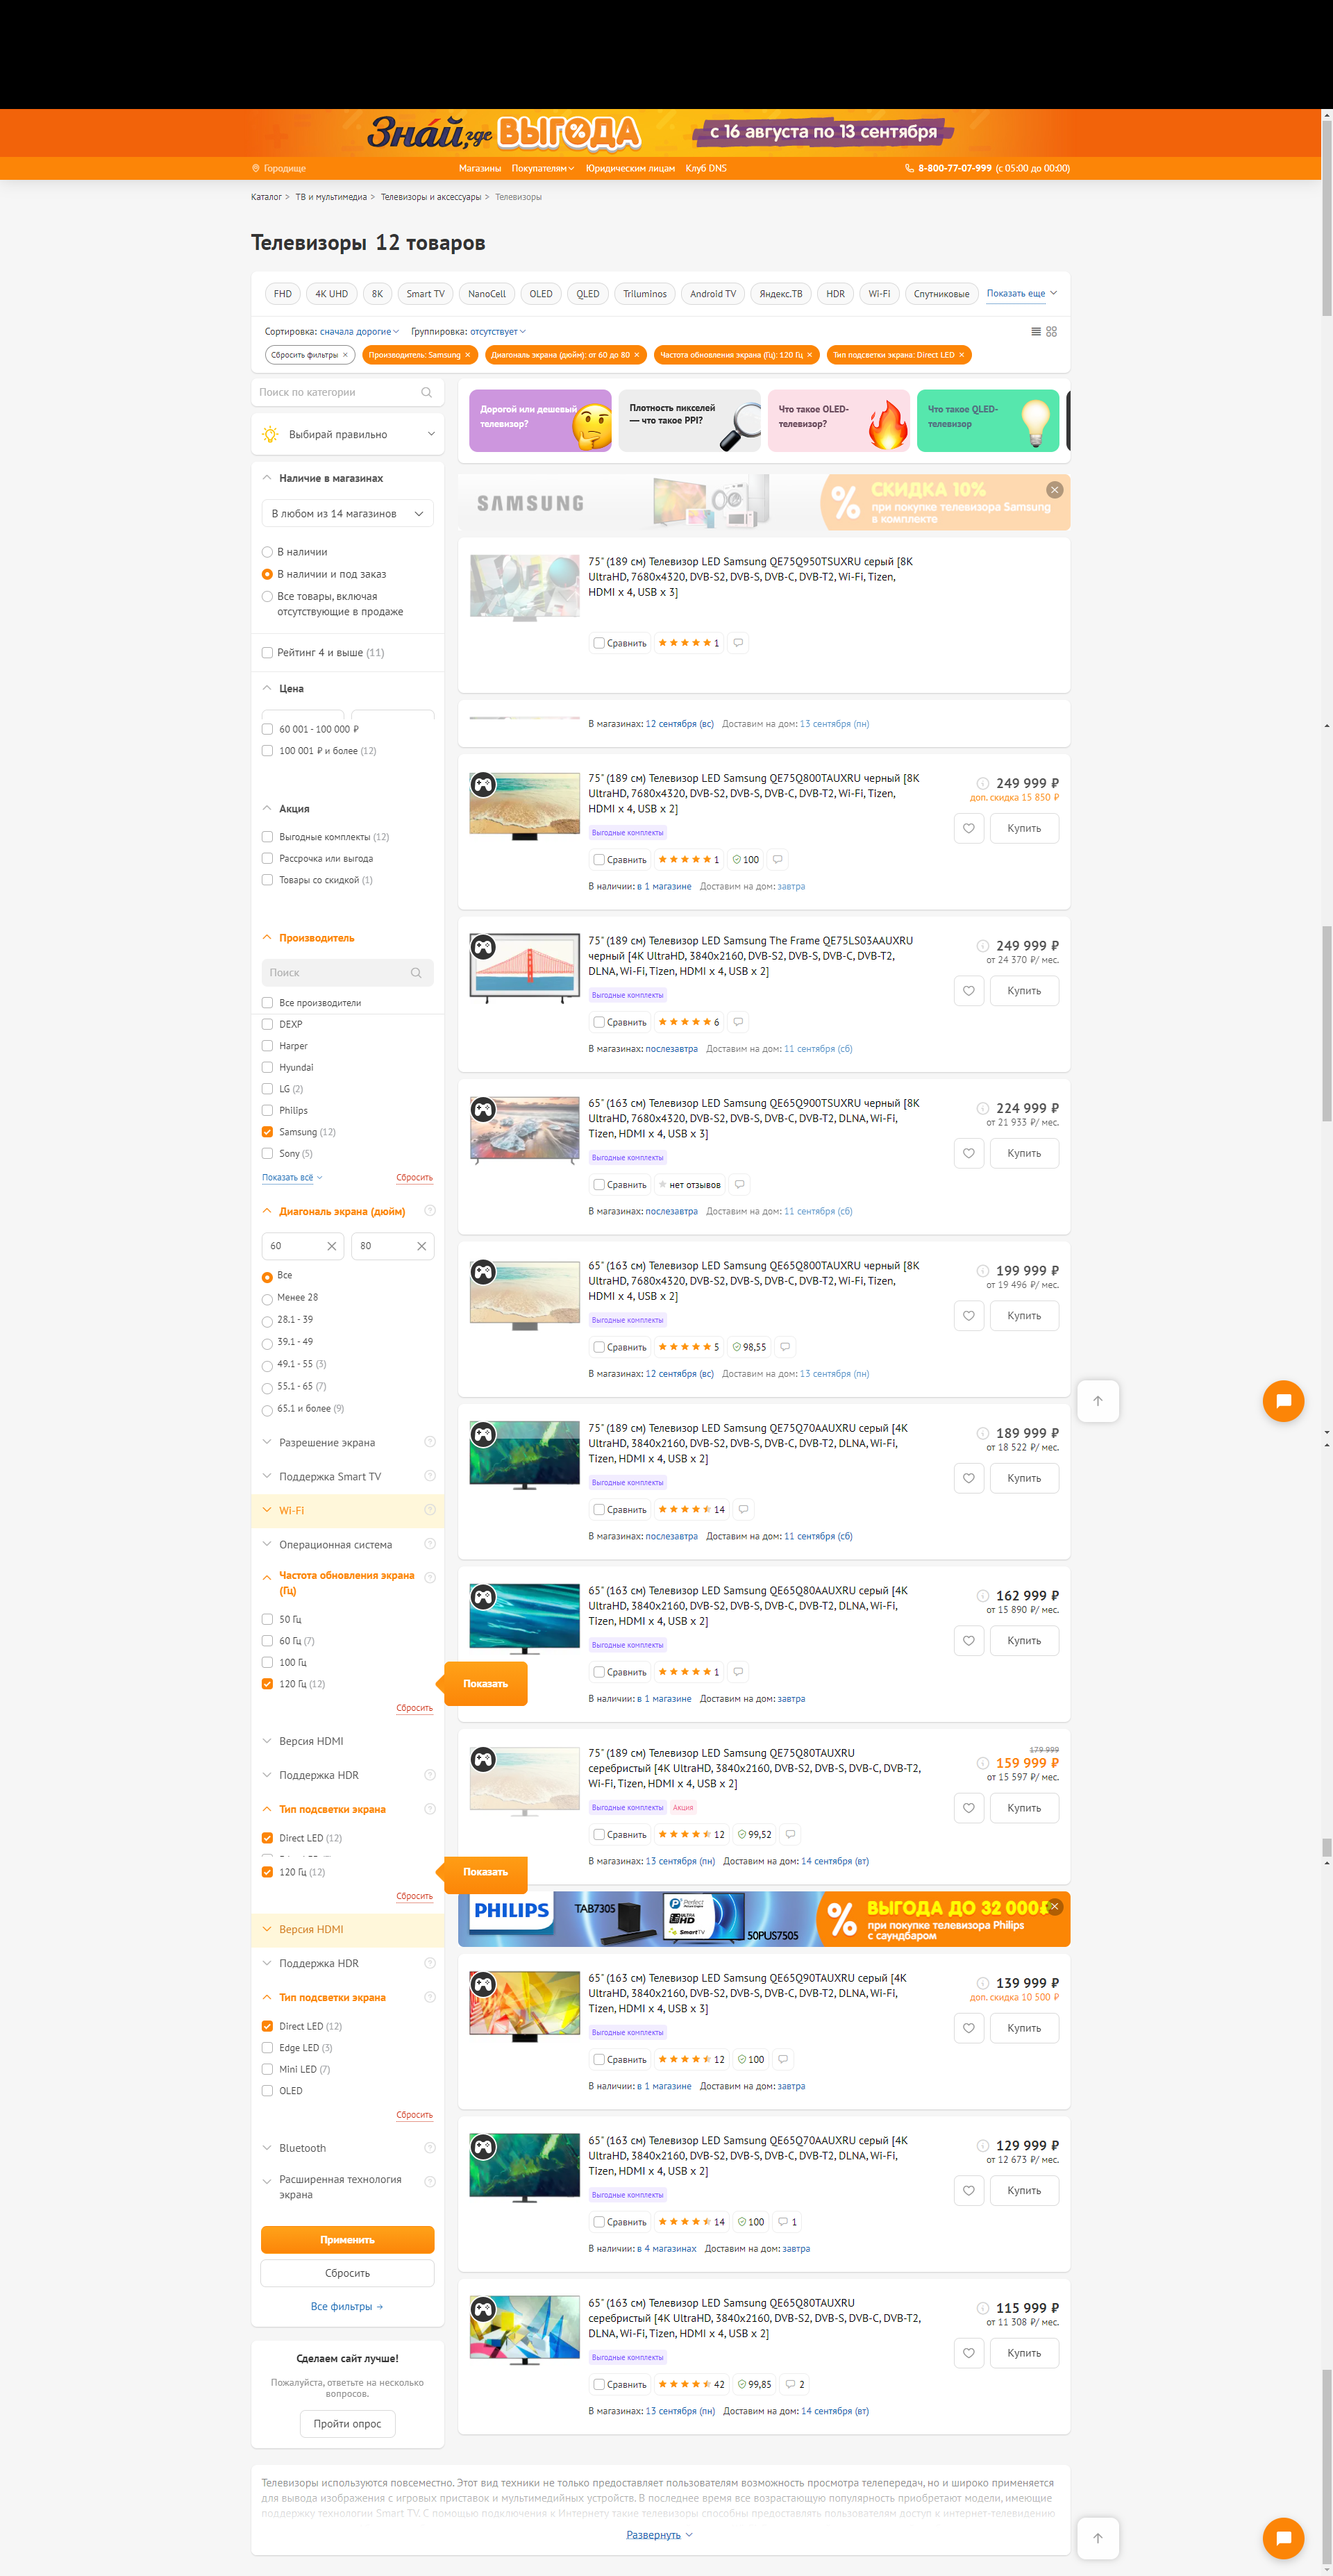 Знай, где ВЫГОДА
с 16 августа по 13 сентября
Городище
Магазины Покупателям Юридическим лицам Клуб DNS
8-800-77-07-999 (с 05:00 до 00:00)
Каталог > ТВ и мультимедиа > Телевизоры и аксессуары > Телевизоры
Телевизоры 12 товаров
FHD 4K UHD 8K Smart TV NanoCell OLED QLED Triluminos Android TV Яндекс.ТВ HDR Wi-Fi Спутниковые Показать еще
Сортировка: сначала дорогие Группировка: отсутствует
Сбросить фильтры × Производитель: Samsung × Диагональ экрана (дюйм): от 60 до 80 × Частота обновления экрана (Гц): 120 Гц × Тип подсветки экрана: Direct LED ×
Поиск по категории
Выбирай правильно
Наличие в магазинах
В любом из 14 магазинов
В наличии
В наличии и под заказ
Все товары, включая
отсутствующие в продаже
Рейтинг 4 и выше (11)
Цена
60 001 - 100 000 ₽
100 001 ₽ и более (12)
Акция
Выгодные комплекты (12)
Рассрочка или выгода
Товары со скидкой (1)
Производитель
Поиск
Все производители
DEXP
Harper
Hyundai
LG (2)
Philips
Samsung (12)
Sony (5)
Показать всё
Сбросить
Диагональ экрана (дюйм)
60
80
Все
Менее 28
28.1 - 39
39.1 - 49
49.1 - 55 (3)
55.1 - 65 (7)
65.1 и более (9)
Разрешение экрана
Поддержка Smart TV
Wi-Fi
Операционная система
Частота обновления экрана
(Гц)
50 Гц
60 Гц (7)
100 Гц
120 Гц (12)
Показать
Сбросить
Версия HDMI
Поддержка HDR
Тип подсветки экрана
Direct LED (12)
120 Гц (12)
Показать
Сбросить
Версия HDMI
Поддержка HDR
Тип подсветки экрана
Direct LED (12)
Edge LED (3)
Mini LED (7)
OLED
Сбросить
Bluetooth
Расширенная технология
экрана
Применить
Сбросить
Все фильтры →
Сделаем сайт лучше!
Пожалуйста, ответьте на несколько
вопросов.
Пройти опрос
Дорогой или дешевый
телевизор?
Плотность пикселей
— что такое PPI?
Что такое OLED-
телевизор?
Что такое QLED-
телевизор
SAMSUNG
% СКИДКА 10%
при покупке телевизора Samsung
в комплекте
75" (189 см) Телевизор LED Samsung QE75Q950TSUXRU серый [8K
UltraHD, 7680x4320, DVB-S2, DVB-S, DVB-C, DVB-T2, Wi-Fi, Tizen,
HDMI x 4, USB x 3]
Сравнить 1
В магазинах: 12 сентября (вс) Доставим на дом: 13 сентября (пн)
75" (189 см) Телевизор LED Samsung QE75Q800TAUXRU черный [8K
UltraHD, 7680x4320, DVB-S2, DVB-S, DVB-C, DVB-T2, Wi-Fi, Tizen,
HDMI x 4, USB x 2]
249 999 ₽
доп. скидка 15 850 ₽
Купить
Выгодные комплекты
Сравнить 1 100
В наличии: в 1 магазине Доставим на дом: завтра
75" (189 см) Телевизор LED Samsung The Frame QE75LS03AAUXRU
черный [4K UltraHD, 3840x2160, DVB-S2, DVB-S, DVB-C, DVB-T2,
DLNA, Wi-Fi, Tizen, HDMI x 4, USB x 2]
249 999 ₽
от 24 370 ₽/ мес.
Купить
Выгодные комплекты
Сравнить 6
В магазинах: послезавтра Доставим на дом: 11 сентября (сб)
65" (163 см) Телевизор LED Samsung QE65Q900TSUXRU черный [8K
UltraHD, 7680x4320, DVB-S2, DVB-S, DVB-C, DVB-T2, DLNA, Wi-Fi,
Tizen, HDMI x 4, USB x 3]
224 999 ₽
от 21 933 ₽/ мес.
Купить
Выгодные комплекты
Сравнить нет отзывов
В магазинах: послезавтра Доставим на дом: 11 сентября (сб)
65" (163 см) Телевизор LED Samsung QE65Q800TAUXRU черный [8K
UltraHD, 7680x4320, DVB-S2, DVB-S, DVB-C, DVB-T2, Wi-Fi, Tizen,
HDMI x 4, USB x 2]
199 999 ₽
от 19 496 ₽/ мес.
Купить
Выгодные комплекты
Сравнить 5 98,55
В магазинах: 12 сентября (вс) Доставим на дом: 13 сентября (пн)
75" (189 см) Телевизор LED Samsung QE75Q70AAUXRU серый [4K
UltraHD, 3840x2160, DVB-S2, DVB-S, DVB-C, DVB-T2, DLNA, Wi-Fi,
Tizen, HDMI x 4, USB x 2]
189 999 ₽
от 18 522 ₽/ мес.
Купить
Выгодные комплекты
Сравнить 14
В магазинах: послезавтра Доставим на дом: 11 сентября (сб)
65" (163 см) Телевизор LED Samsung QE65Q80AAUXRU серый [4K
UltraHD, 3840x2160, DVB-S2, DVB-S, DVB-C, DVB-T2, DLNA, Wi-Fi,
Tizen, HDMI x 4, USB x 2]
162 999 ₽
от 15 890 ₽/ мес.
Купить
Выгодные комплекты
Сравнить 1
В наличии: в 1 магазине Доставим на дом: завтра
75" (189 см) Телевизор LED Samsung QE75Q80TAUXRU
серебристый [4K UltraHD, 3840x2160, DVB-S2, DVB-S, DVB-C, DVB-T2,
Wi-Fi, Tizen, HDMI x 4, USB x 2]
179 999
159 999 ₽
от 15 597 ₽/ мес.
Купить
Выгодные комплекты Акция
Сравнить 12 99,52
В магазинах: 13 сентября (пн) Доставим на дом: 14 сентября (вт)
PHILIPS
TAB7305
50PUS7505
% ВЫГОДА ДО 32 000₽
при покупке телевизора Philips
с саундбаром
65" (163 см) Телевизор LED Samsung QE65Q90TAUXRU серый [4K
UltraHD, 3840x2160, DVB-S2, DVB-S, DVB-C, DVB-T2, DLNA, Wi-Fi,
Tizen, HDMI x 4, USB x 3]
139 999 ₽
доп. скидка 10 500 ₽
Купить
Выгодные комплекты
Сравнить 12 100
В наличии: в 1 магазине Доставим на дом: завтра
65" (163 см) Телевизор LED Samsung QE65Q70AAUXRU серый [4K
UltraHD, 3840x2160, DVB-S2, DVB-S, DVB-C, DVB-T2, DLNA, Wi-Fi,
Tizen, HDMI x 4, USB x 2]
129 999 ₽
от 12 673 ₽/ мес.
Купить
Выгодные комплекты
Сравнить 14 100 1
В наличии: в 4 магазинах Доставим на дом: завтра
65" (163 см) Телевизор LED Samsung QE65Q80TAUXRU
серебристый [4K UltraHD, 3840x2160, DVB-S2, DVB-S, DVB-C, DVB-T2,
DLNA, Wi-Fi, Tizen, HDMI x 4, USB x 2]
115 999 ₽
от 11 308 ₽/ мес.
Купить
Выгодные комплекты
Сравнить 42 99,85 2
В магазинах: 13 сентября (пн) Доставим на дом: 14 сентября (вт)
Телевизоры используются повсеместно. Этот вид техники не только предоставляет пользователям возможность просмотра телепередач, но и широко применяется
для вывода изображения с игровых приставок и мультимедийных устройств. В последнее время все возрастающую популярность приобретают модели, имеющие
поддержку технологии Smart TV. С помощью подключения к Интернету такие телевизоры способны предоставлять пользователям доступ к интернет-телевидению
Развернуть